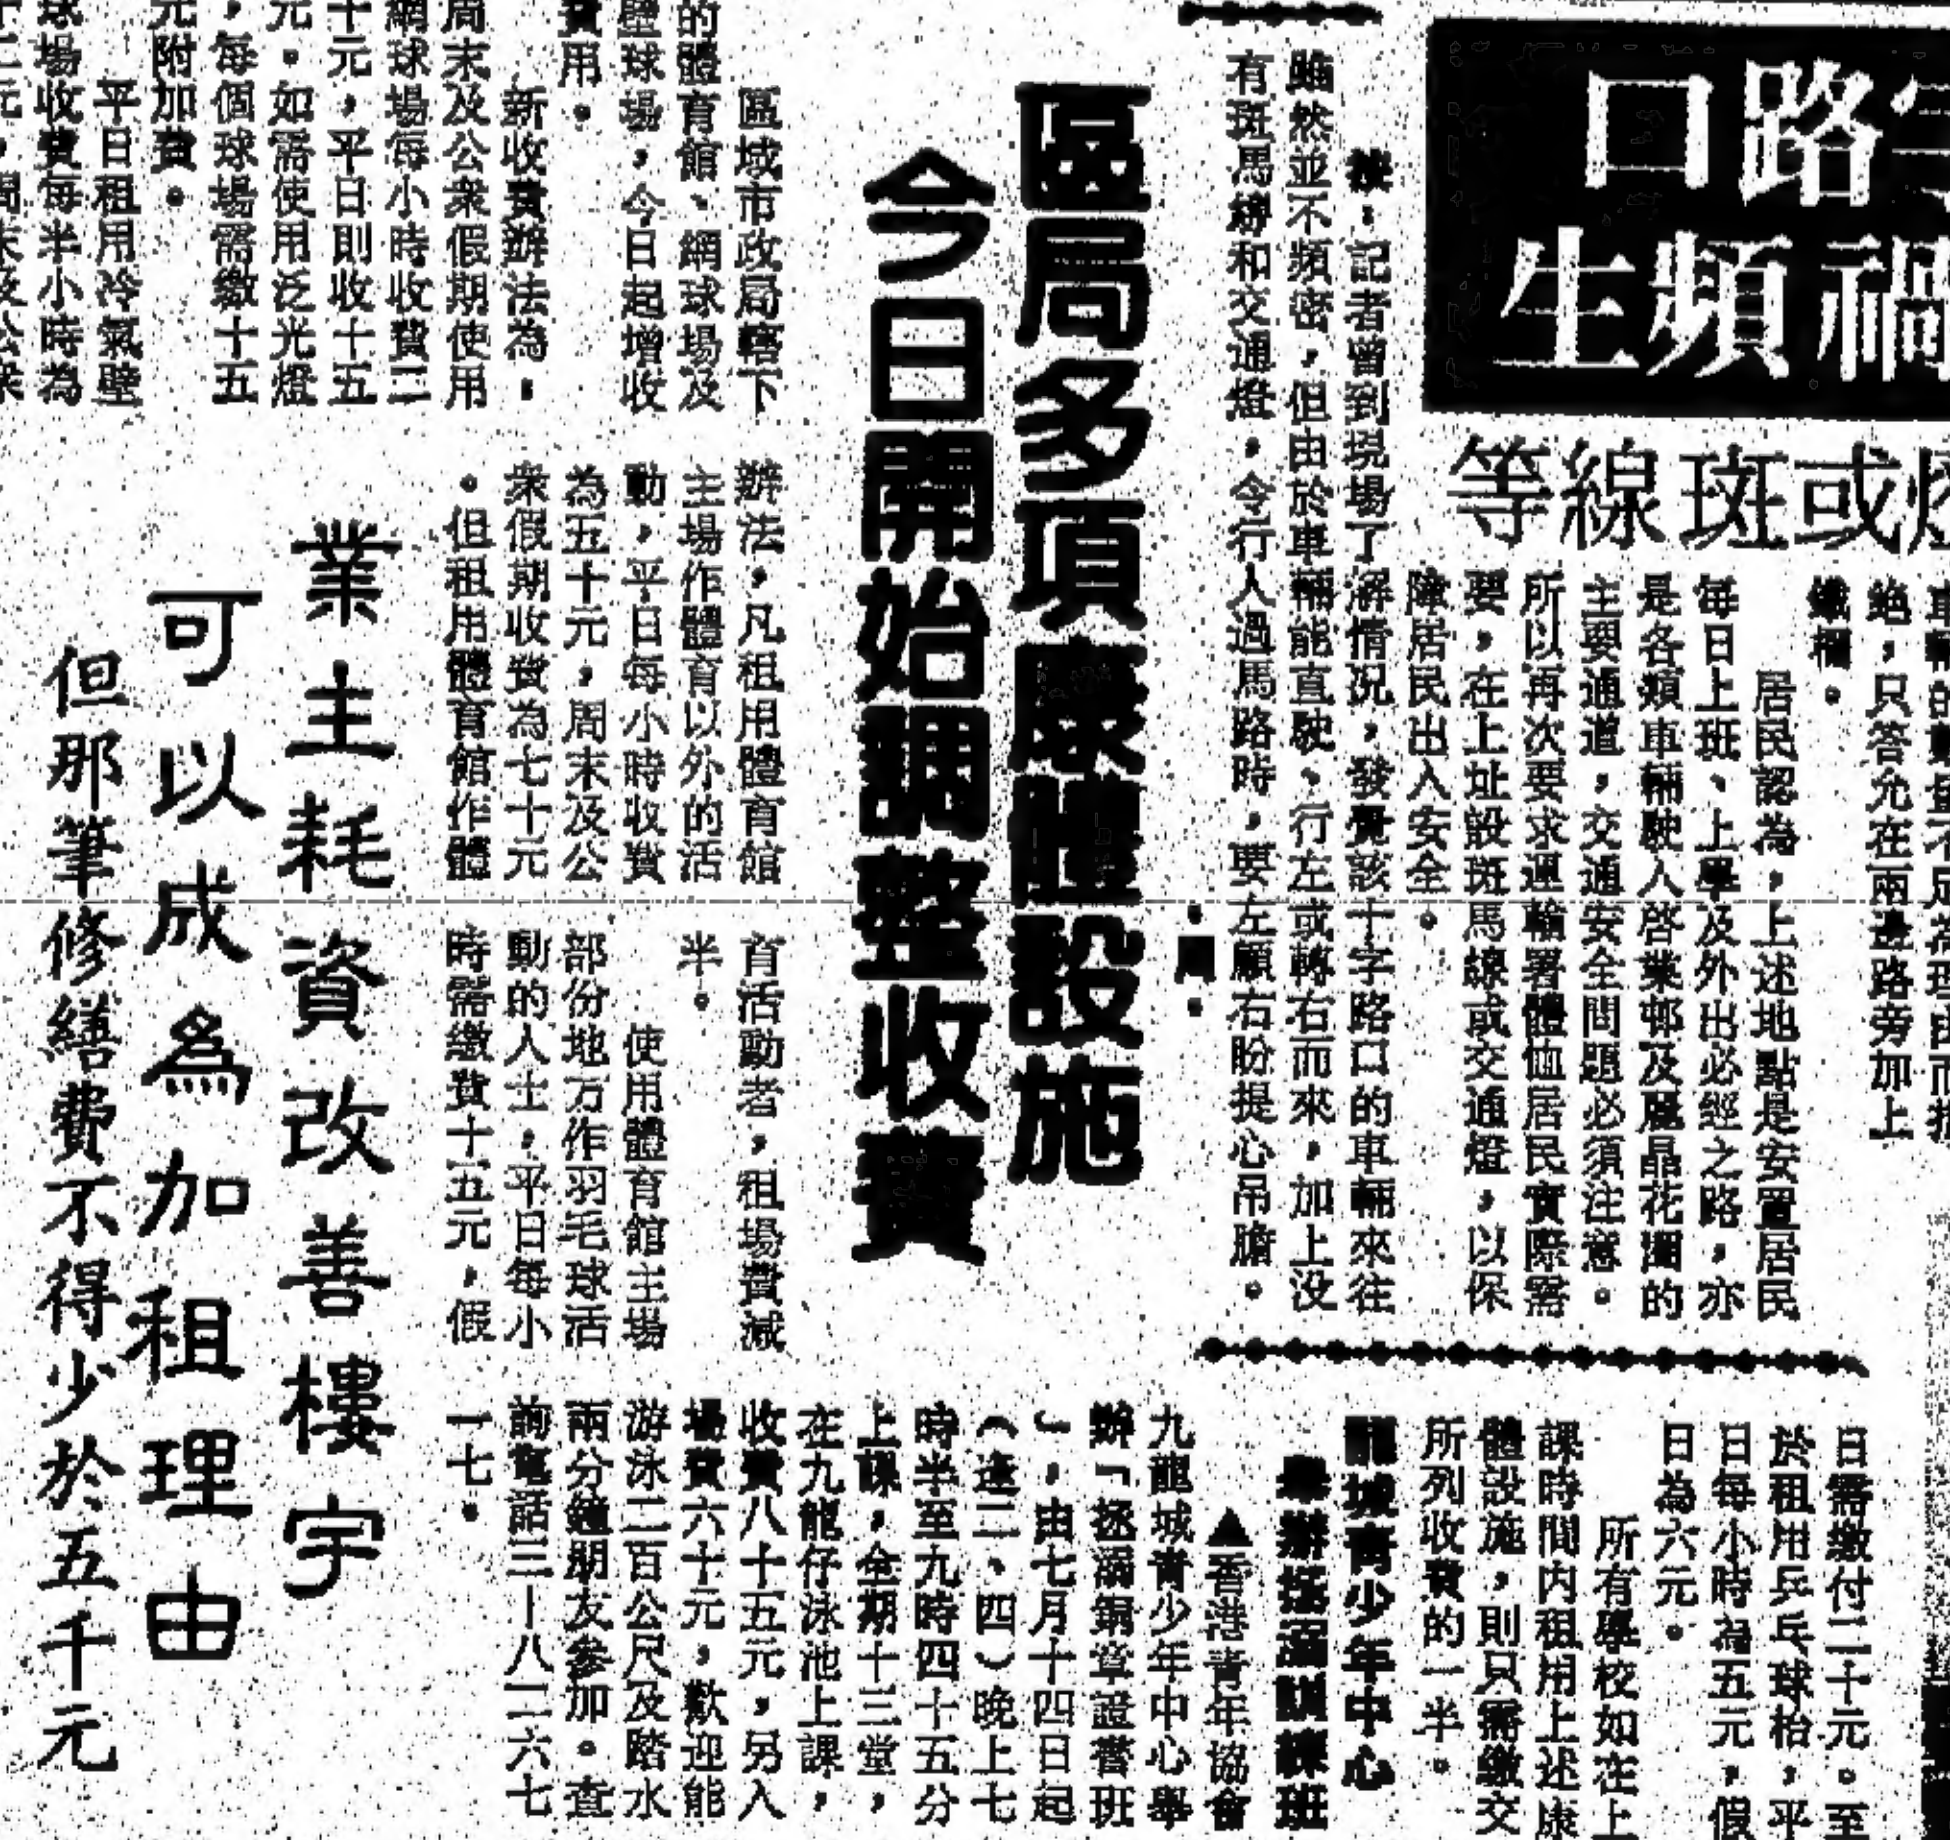 口路字
生頻禍
等線斑或燈
絶，只答允在兩邊路旁加上
鐵欄。
居民認為，上述地點是安置居民
每日上班、上學及外出必經之路，亦
是各類車輛駛入啓業邨及麗晶花園的
主要通道，交通安全問題必須注意。
所以再次要求運輸署體恤居民實際需
要，在上址設斑馬線或交通燈，以保
障居民出入安全。
按：記者曾到現場了解情況，發覺該十字路口的車輛來往
雖然並不頻密，但由於車輛能直駛、行左或轉右而來，加上没
有斑馬線和交通燈，令行人過馬路時，要左顧右盼提心吊膽。
區局多項康體設施
今日開始調整收費
區域市政局轄下
的體育館、網球場及
壁球場，今日起增收
費用。
新收費辦法為，
周末及公衆假期使用
網球場每小時收費三
十元，平日則收十五
元。如需使用泛光燈
，每個球場需繳十五
元附加費。
平日租用冷氣壁
球場收費每半小時為
辦法，凡租用體育館
主場作體育以外的活
動，平日每小時收費
為五十元，周末及公
衆假期收費為七十元
。但租用體育館作體
育活動者，租場費減
半。
使用體育館主場
部份地方作羽毛球活
動的人士，平日每小
時需繳費十五元，假
日需繳付二十元。至
於租用乒乓球枱，平
日每小時為五元，假
日為六元。
所有學校如在上
課時間内租用上述康
體設施，則只需繳交
所列收費的一半。
龍城青少年中心
舉辦拯溺訓練班
▲香港青年協會
九龍城青少年中心舉
辦「拯溺銅章證書班
」，由七月十四日起
（逢二、四）晚上七
時半至九時四十五分
上課，全期十三堂，
在九龍仔泳池上課，
收費八十五元，另入
場費六十元，歡迎能
游泳二百公尺及踏水
兩分鐘朋友參加。查
詢電話三—八一二六七
一七。
業主耗資改善樓宇
可以成為加租理由
但那筆修繕費不得少於五千元